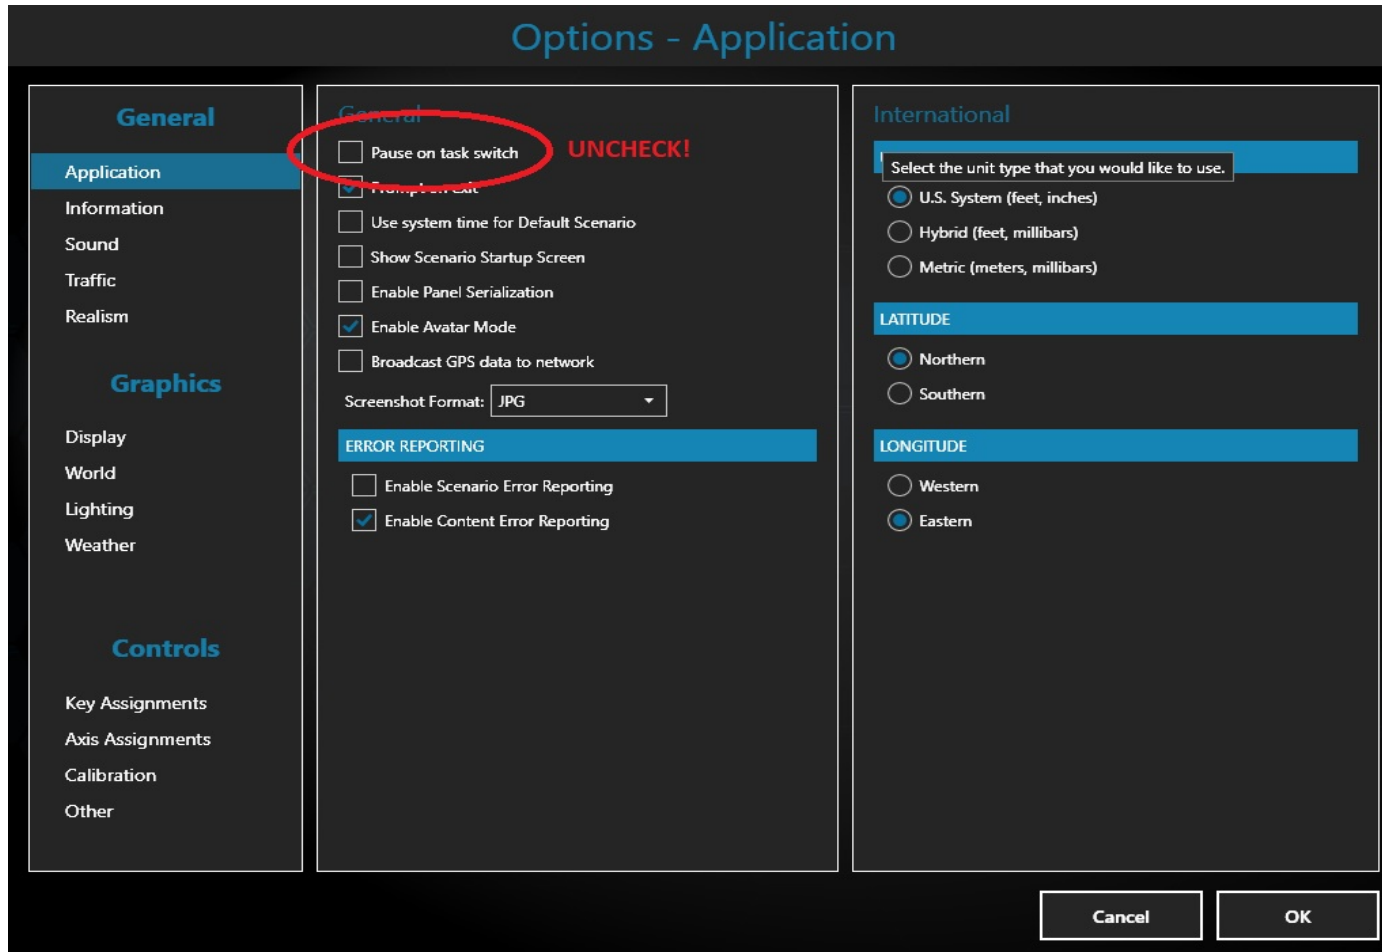 Options - Application
General
Application
Information
Sound
Traffic
Realism
Graphics
Display
World
Lighting
Weather
Controls
Key Assignments
Axis Assignments
Calibration
Other
General
Pause on task switch
UNCHECK!
Prompt on exit
Use system time for Default Scenario
Show Scenario Startup Screen
Enable Panel Serialization
Enable Avatar Mode
Broadcast GPS data to network
Screenshot Format: JPG
ERROR REPORTING
Enable Scenario Error Reporting
Enable Content Error Reporting
International
Select the unit type that you would like to use.
U.S. System (feet, inches)
Hybrid (feet, millibars)
Metric (meters, millibars)
LATITUDE
Northern
Southern
LONGITUDE
Western
Eastern
Cancel
OK